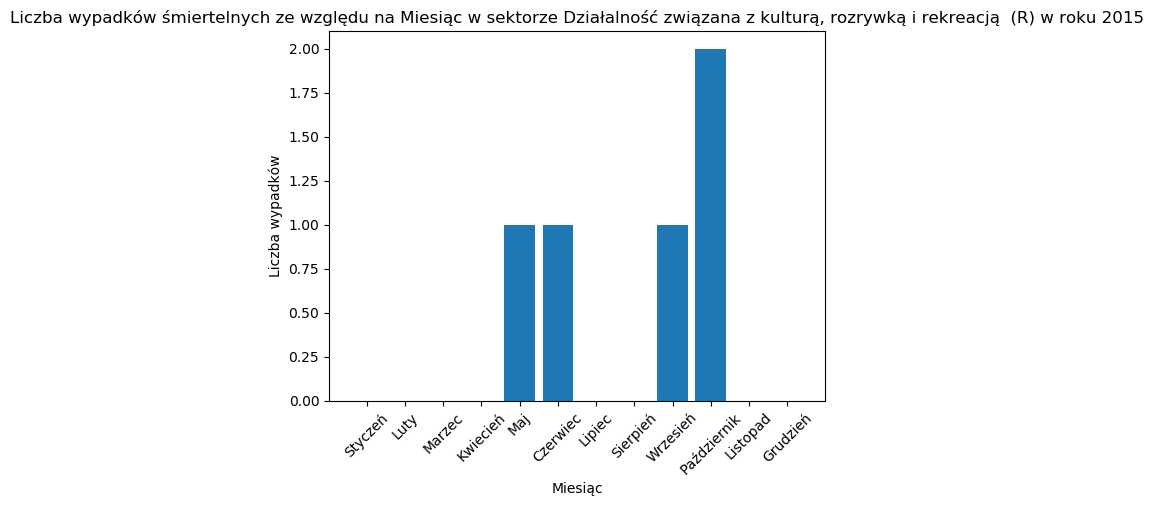 Liczba wypadków śmiertelnych ze względu na Miesiąc w sektorze Działalność związana z kulturą, rozrywką i rekreacją  (R) w roku 2015
2.00
1.75
1.50
1.25
1.00
0.75
0.50
0.25
0.00
Liczba wypadków
Styczeń
Luty
Marzec
Kwiecień
Maj
Czerwiec
Lipiec
Sierpień
Wrzesień
Październik
Listopad
Grudzień
Miesiąc